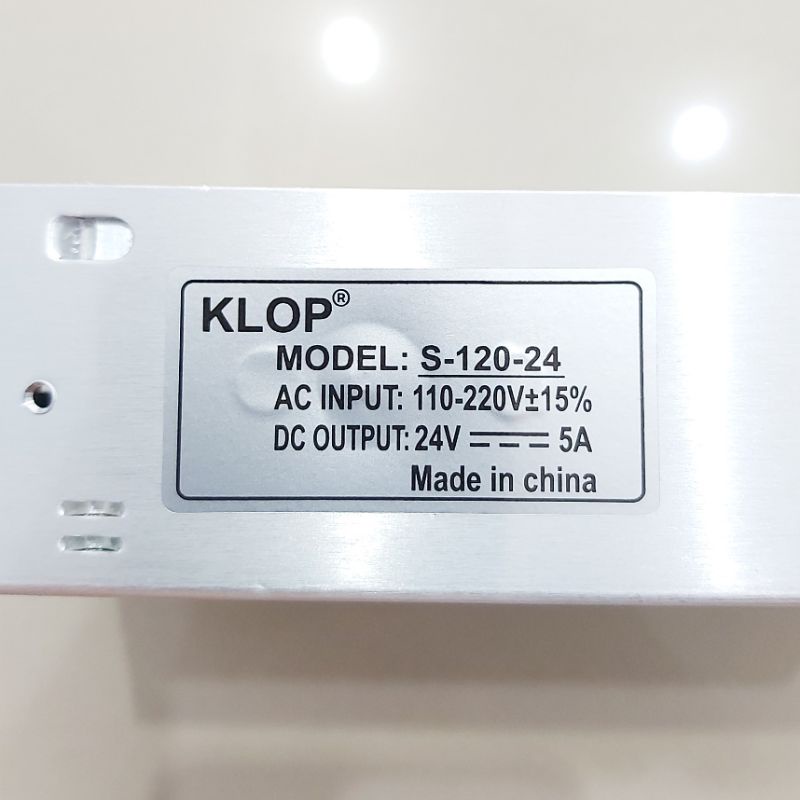 KLOP®
MODEL: S-120-24
AC INPUT: 110-220V±15%
DC OUTPUT: 24V ⎓ 5A
Made in china